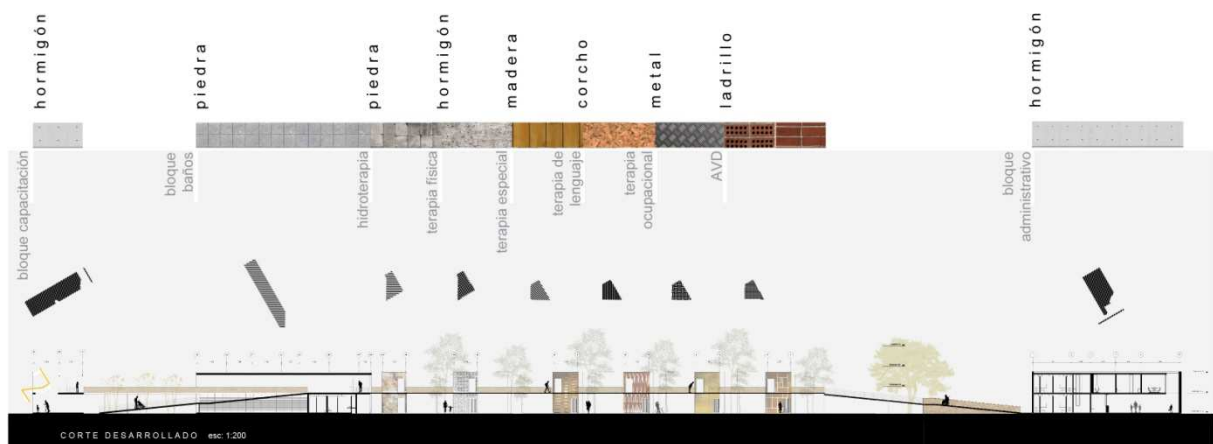 hormigón
piedra
piedra
hormigón
madera
corcho
metal
ladrillo
hormigón
bloque capacitación
bloque
baños
hidroterapia
terapia física
terapia especial
terapia de
lenguaje
terapia
ocupacional
AVD
bloque
administrativo
CORTE DESARROLLADO esc: 1:200